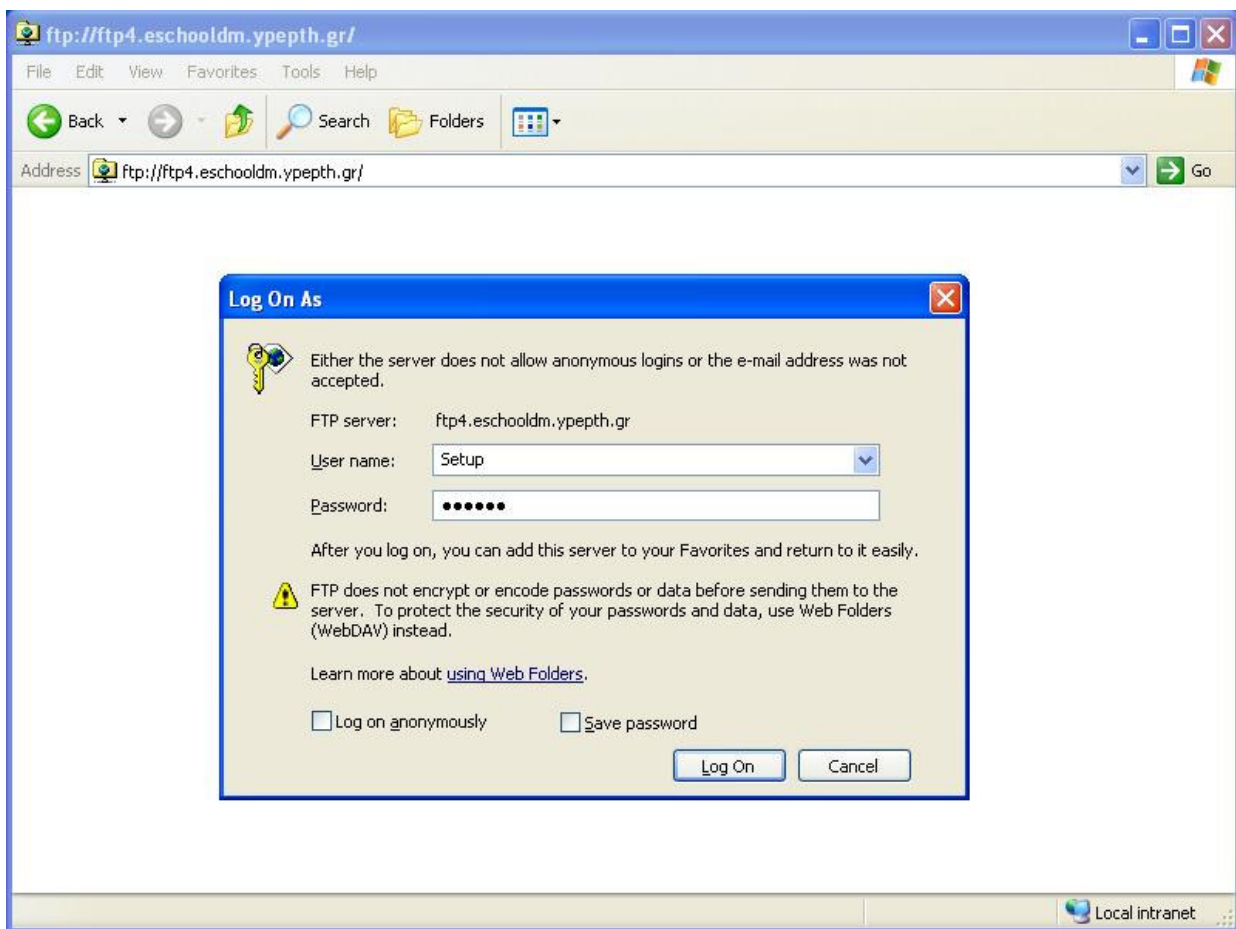 ftp://ftp4.eschooldm.ypepth.gr/
File Edit View Favorites Tools Help
Back Search Folders
Address ftp://ftp4.eschooldm.ypepth.gr/ Go
Log On As
Either the server does not allow anonymous logins or the e-mail address was not
accepted.
FTP server: ftp4.eschooldm.ypepth.gr
User name: Setup
Password: ●●●●●●
After you log on, you can add this server to your Favorites and return to it easily.
FTP does not encrypt or encode passwords or data before sending them to the
server. To protect the security of your passwords and data, use Web Folders
(WebDAV) instead.
Learn more about using Web Folders.
Log on anonymously Save password
Log On Cancel
Local intranet